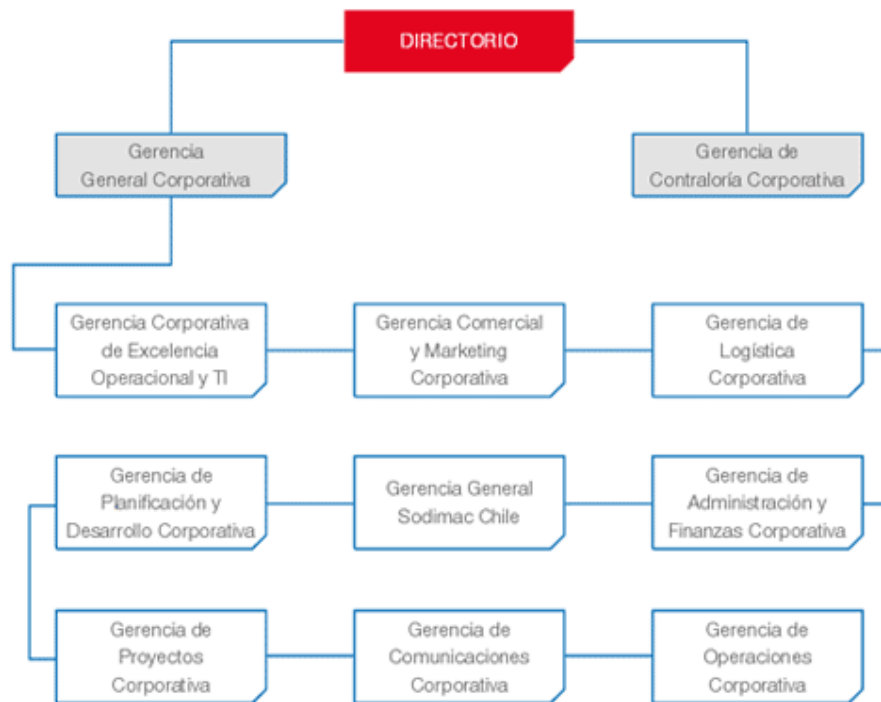 DIRECTORIO
Gerencia
General Corporativa
Gerencia de
Contraloría Corporativa
Gerencia Corporativa
de Excelencia
Operacional y TI
Gerencia Comercial
y Marketing
Corporativa
Gerencia de
Logística
Corporativa
Gerencia de
Planificación y
Desarrollo Corporativa
Gerencia General
Sodimac Chile
Gerencia de
Administración y
Finanzas Corporativa
Gerencia de
Proyectos
Corporativa
Gerencia de
Comunicaciones
Corporativa
Gerencia de
Operaciones
Corporativa